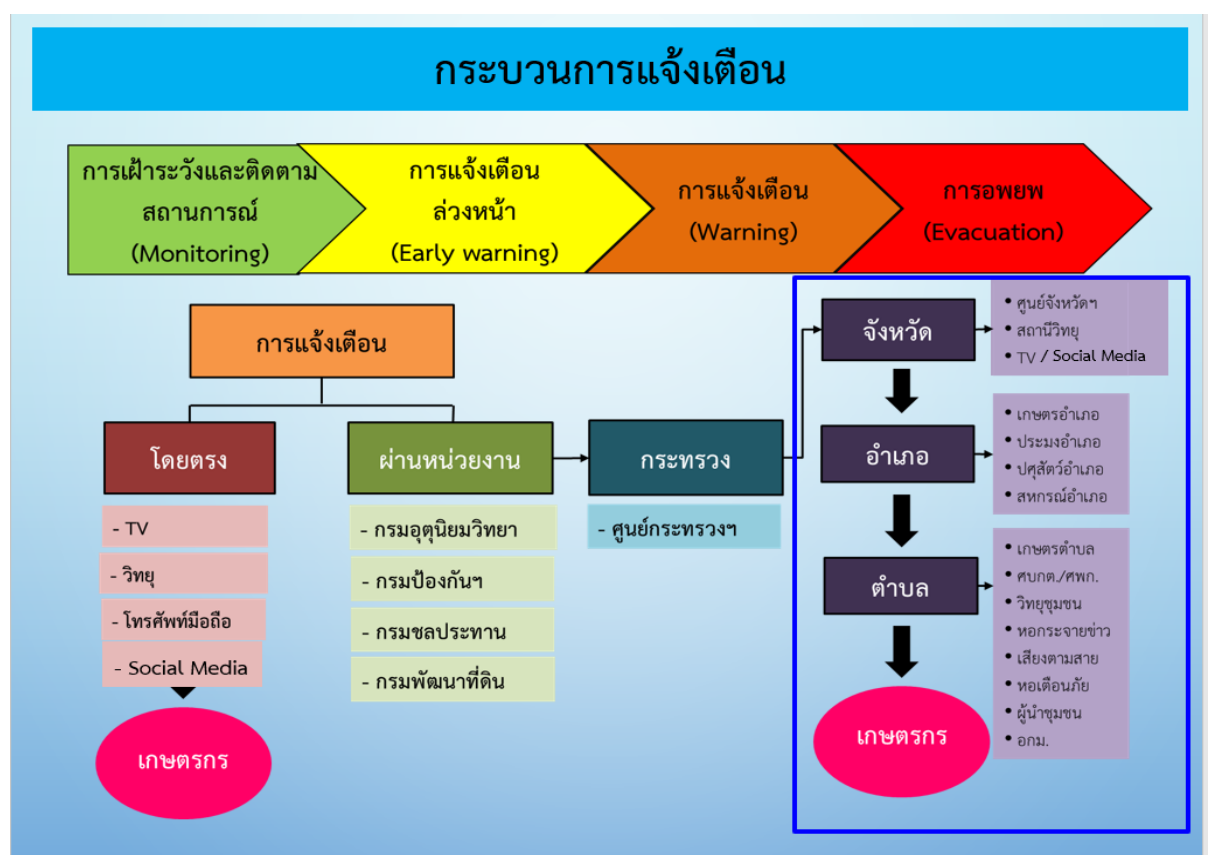 กระบวนการแจ้งเตือน
การเฝ้าระวังและติดตาม
สถานการณ์
(Monitoring)
การแจ้งเตือน
ล่วงหน้า
(Early warning)
การแจ้งเตือน
(Warning)
การอพยพ
(Evacuation)
การแจ้งเตือน
โดยตรง
- TV
- วิทยุ
- โทรศัพท์มือถือ
- Social Media
เกษตรกร
ผ่านหน่วยงาน
- กรมอุตุนิยมวิทยา
- กรมป้องกันฯ
- กรมชลประทาน
- กรมพัฒนาที่ดิน
กระทรวง
- ศูนย์กระทรวงฯ
จังหวัด
• ศูนย์จังหวัดฯ
• สถานีวิทยุ
• TV / Social Media
อำเภอ
• เกษตรอำเภอ
• ประมงอำเภอ
• ปศุสัตว์อำเภอ
• สหกรณ์อำเภอ
ตำบล
• เกษตรตำบล
• ศบกต./ศพก.
• วิทยุชุมชน
• หอกระจายข่าว
• เสียงตามสาย
• หอเตือนภัย
• ผู้นำชุมชน
• อกม.
เกษตรกร